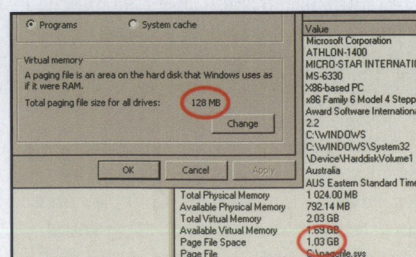 Programs
System cache
Virtual memory
A paging file is an area on the hard disk that Windows uses as
if it were RAM.
Total paging file size for all drives:
128 MB
Change
OK
Cancel
Apply
Value
Microsoft Corporation
ATHLON-1400
MICRO-STAR INTERNATI
MS-6330
X86-based PC
x86 Family 6 Model 4 Stepp
Award Software Internationa
2.2
C:\WINDOWS
C:\WINDOWS\System32
\Device\HarddiskVolume1
Australia
AUS Eastern Standard Time
Total Physical Memory 1 024.00 MB
Available Physical Memory 792.14 MB
Total Virtual Memory 2.03 GB
Available Virtual Memory 1.69 GB
Page File Space 1.03 GB
Page File C:\pagefile.sys